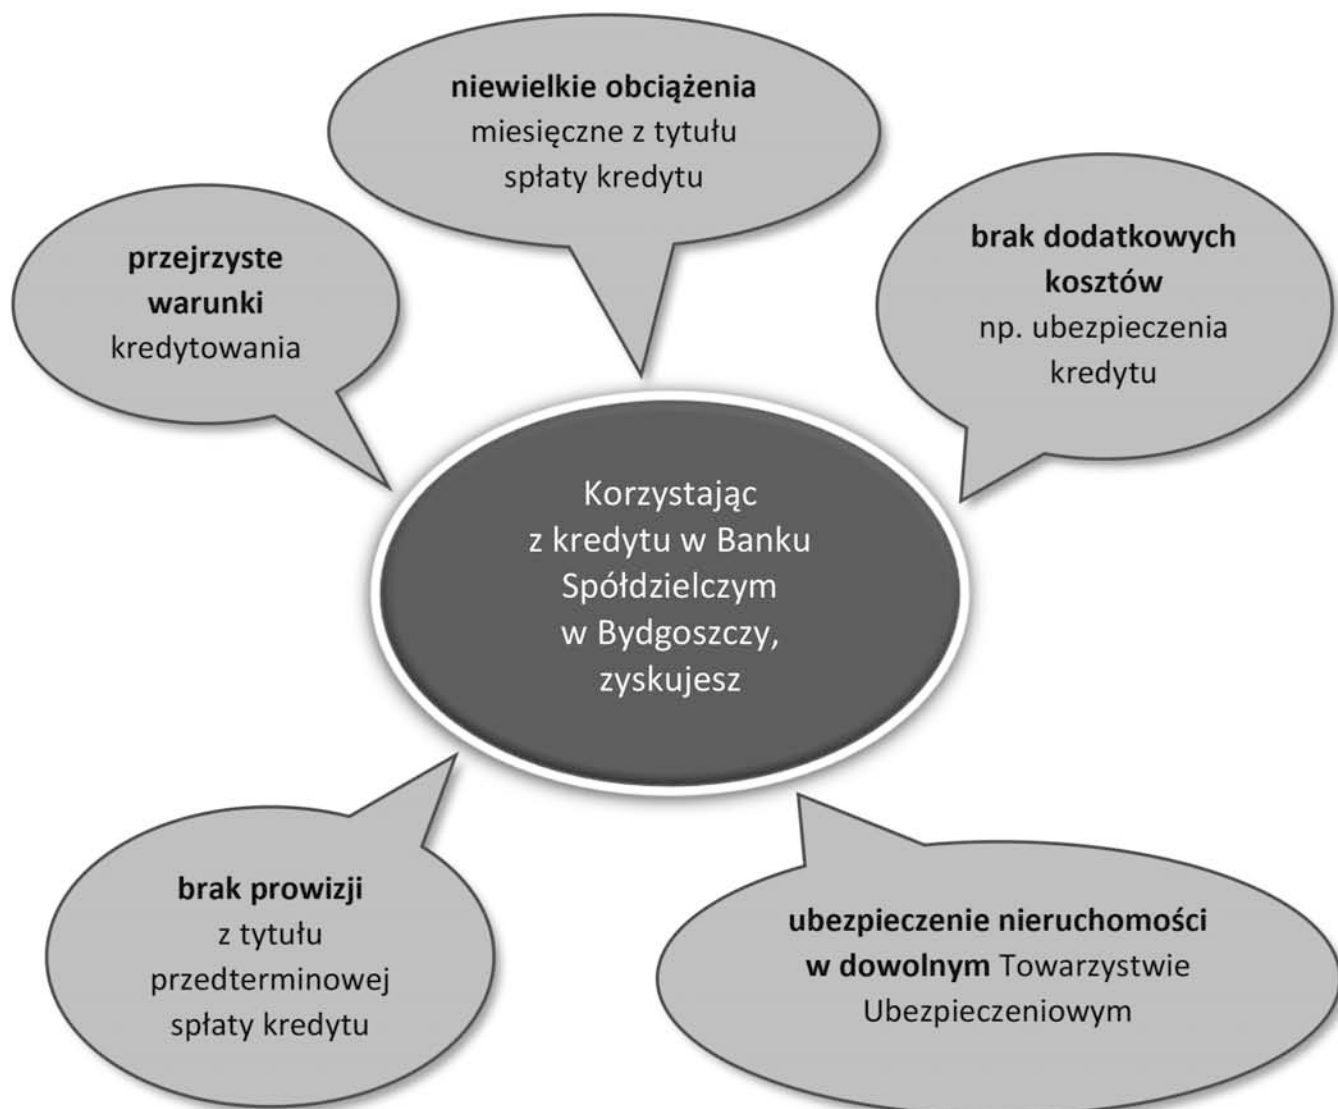 niewielkie obciążenia
miesięczne z tytułu
spłaty kredytu
przejrzyste
warunki
kredytowania
brak dodatkowych
kosztów
np. ubezpieczenia
kredytu
Korzystając
z kredytu w Banku
Spółdzielczym
w Bydgoszczy,
zyskujesz
brak prowizji
z tytułu
przedterminowej
spłaty kredytu
ubezpieczenie nieruchomości
w dowolnym Towarzystwie
Ubezpieczeniowym